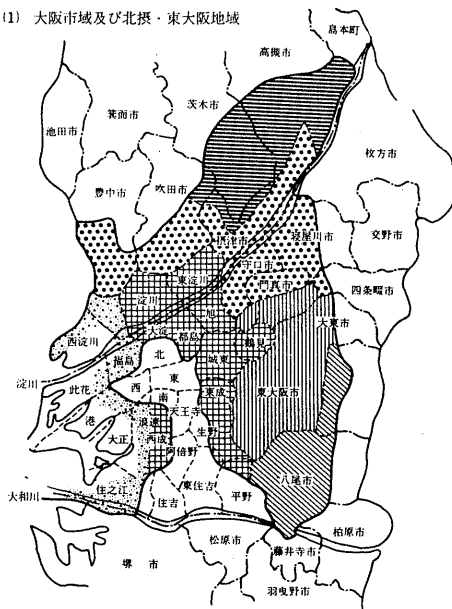 (1) 大阪市域及び北摂・東大阪地域
島本町
高槻市
茨木市
箕面市
池田市
枚方市
豊中市
吹田市
摂津市
寝屋川市
交野市
守口市
東淀川
門真市
淀川
四条畷市
旭
大東市
大淀
都島
鶴見
西淀川
北
福島
城東
淀川
西
東
此花
南
東成
東大阪市
港
天王寺
浪速
大正
西成
生野
阿倍野
八尾市
住之江
東住吉
大和川
住吉
平野
柏原市
松原市
藤井寺市
堺市
羽曳野市